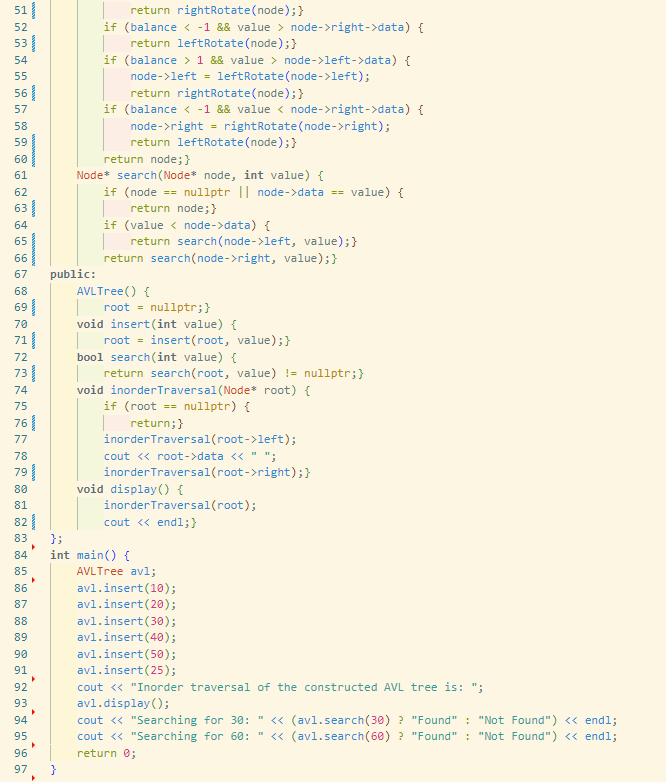 51 return rightRotate(node);}
52 if (balance < -1 && value > node->right->data) {
53 return leftRotate(node);}
54 if (balance > 1 && value > node->left->data) {
55 node->left = leftRotate(node->left);
56 return rightRotate(node);}
57 if (balance < -1 && value < node->right->data) {
58 node->right = rightRotate(node->right);
59 return leftRotate(node);}
60 return node;}
61 Node* search(Node* node, int value) {
62 if (node == nullptr || node->data == value) {
63 return node;}
64 if (value < node->data) {
65 return search(node->left, value);}
66 return search(node->right, value);}
67 public:
68 AVLTree() {
69 root = nullptr;}
70 void insert(int value) {
71 root = insert(root, value);}
72 bool search(int value) {
73 return search(root, value) != nullptr;}
74 void inorderTraversal(Node* root) {
75 if (root == nullptr) {
76 return;}
77 inorderTraversal(root->left);
78 cout << root->data << " ";
79 inorderTraversal(root->right);}
80 void display() {
81 inorderTraversal(root);
82 cout << endl;}
83 };
84 int main() {
85 AVLTree avl;
86 avl.insert(10);
87 avl.insert(20);
88 avl.insert(30);
89 avl.insert(40);
90 avl.insert(50);
91 avl.insert(25);
92 cout << "Inorder traversal of the constructed AVL tree is: ";
93 avl.display();
94 cout << "Searching for 30: " << (avl.search(30) ? "Found" : "Not Found") << endl;
95 cout << "Searching for 60: " << (avl.search(60) ? "Found" : "Not Found") << endl;
96 return 0;
97 }